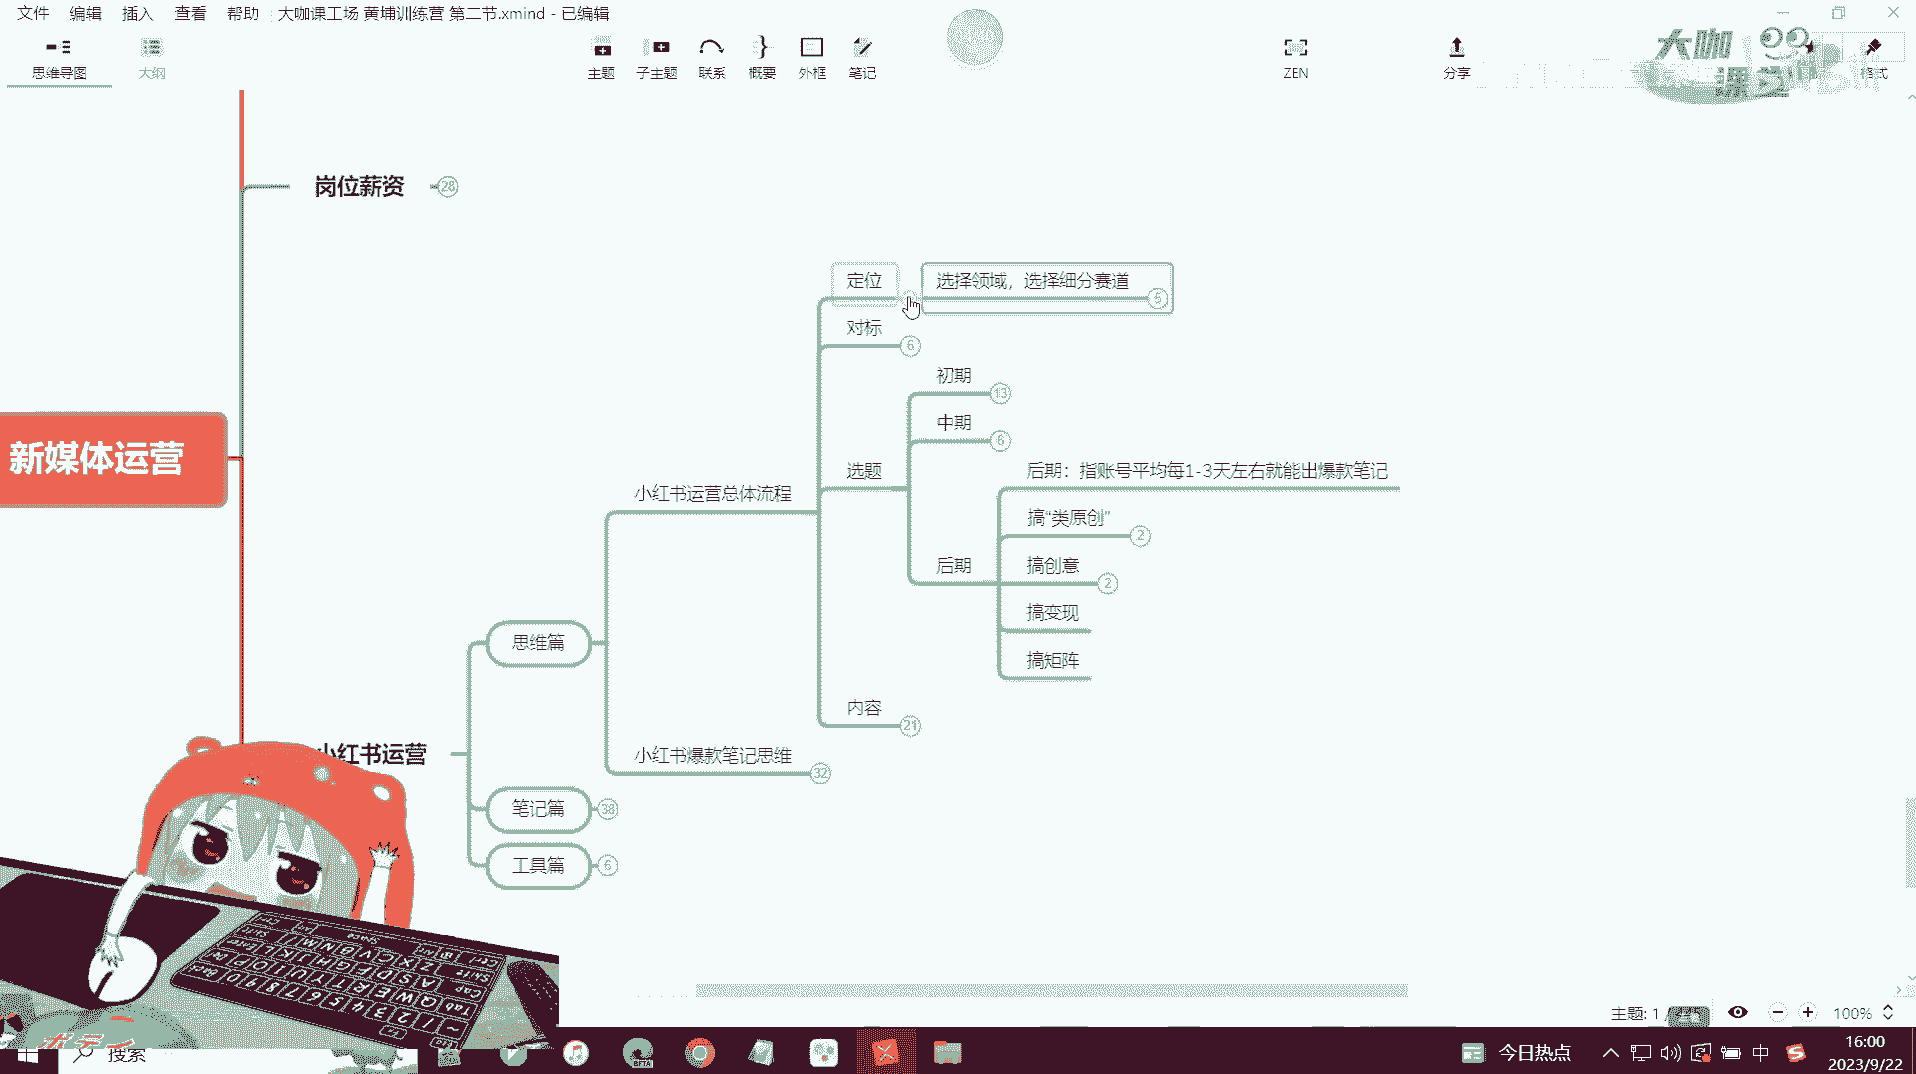 文件 编辑 插入 查看 帮助 大咖课工场 黄埔训练营 第二节.xmind - 已编辑
思维导图
大纲
主题
子主题
联系
概要
外框
笔记
ZEN
分享
格式
大咖
课
岗位薪资
28
定位
选择领域，选择细分赛道
5
对标
6
初期
13
中期
6
选题
后期：指账号平均每1-3天左右就能出爆款笔记
搞“类原创”
2
后期
搞创意
2
搞变现
搞矩阵
内容
21
新媒体运营
小红书运营总体流程
思维篇
小红书爆款笔记思维
32
小红书运营
笔记篇
38
工具篇
6
主题: 1 /
100%
搜索
BETA
今日热点
中
16:00
2023/9/22